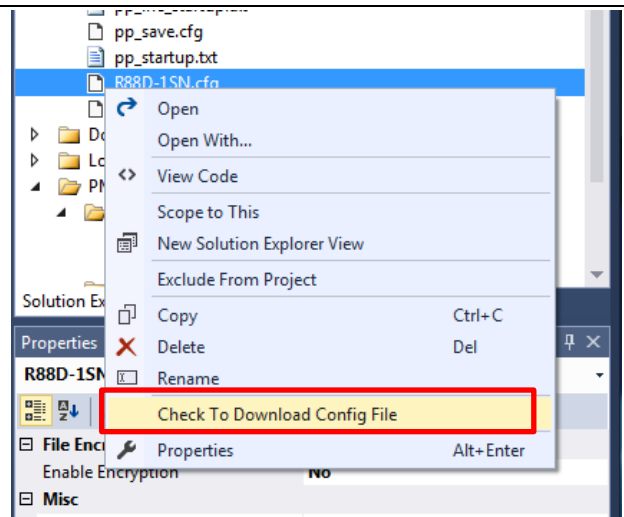 pp_save.cfg
pp_startup.txt
R88D-1SN.cfg
Open
Open With...
View Code
Scope to This
New Solution Explorer View
Exclude From Project
Solution Ex
Copy Ctrl+C
Properties
Delete Del
R88D-1SN
Rename
Check To Download Config File
File Encr
Properties Alt+Enter
Enable Encryption No
Misc